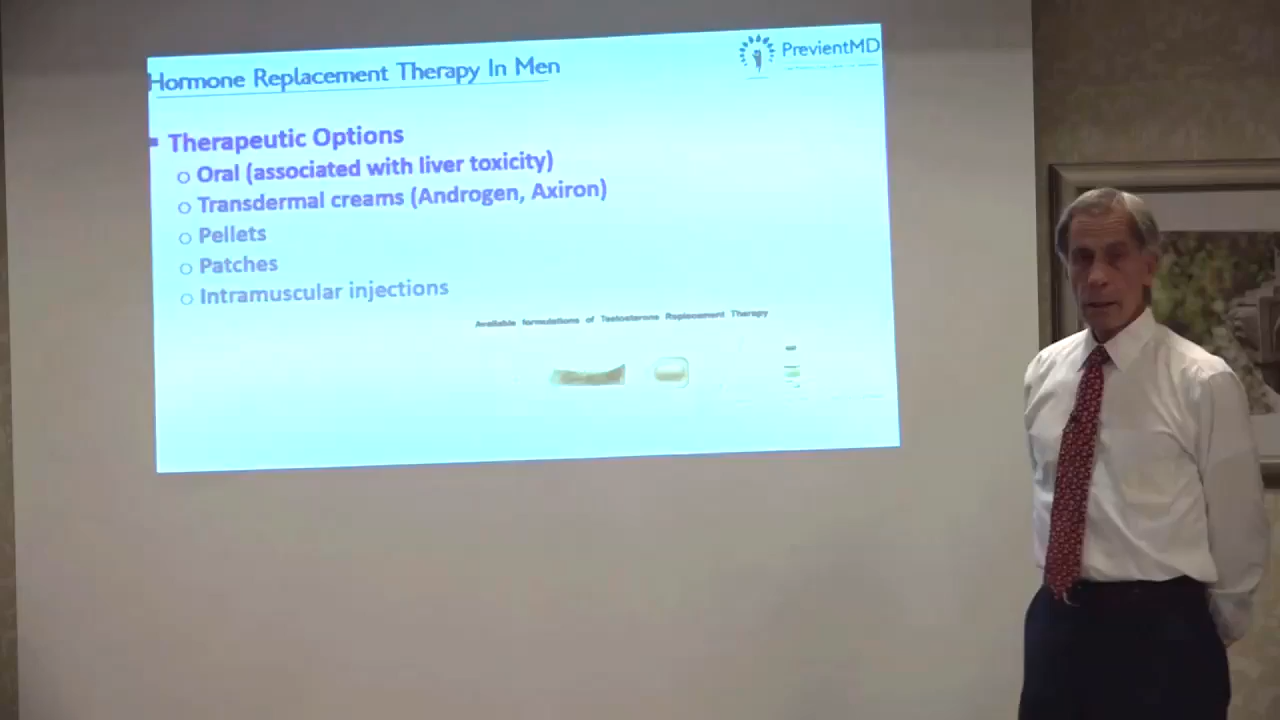 Hormone Replacement Therapy In Men
PrevientMD
Therapeutic Options
Oral (associated with liver toxicity)
Transdermal creams (Androgen, Axiron)
Pellets
Patches
Intramuscular injections
Available formulations of Testosterone Replacement Therapy